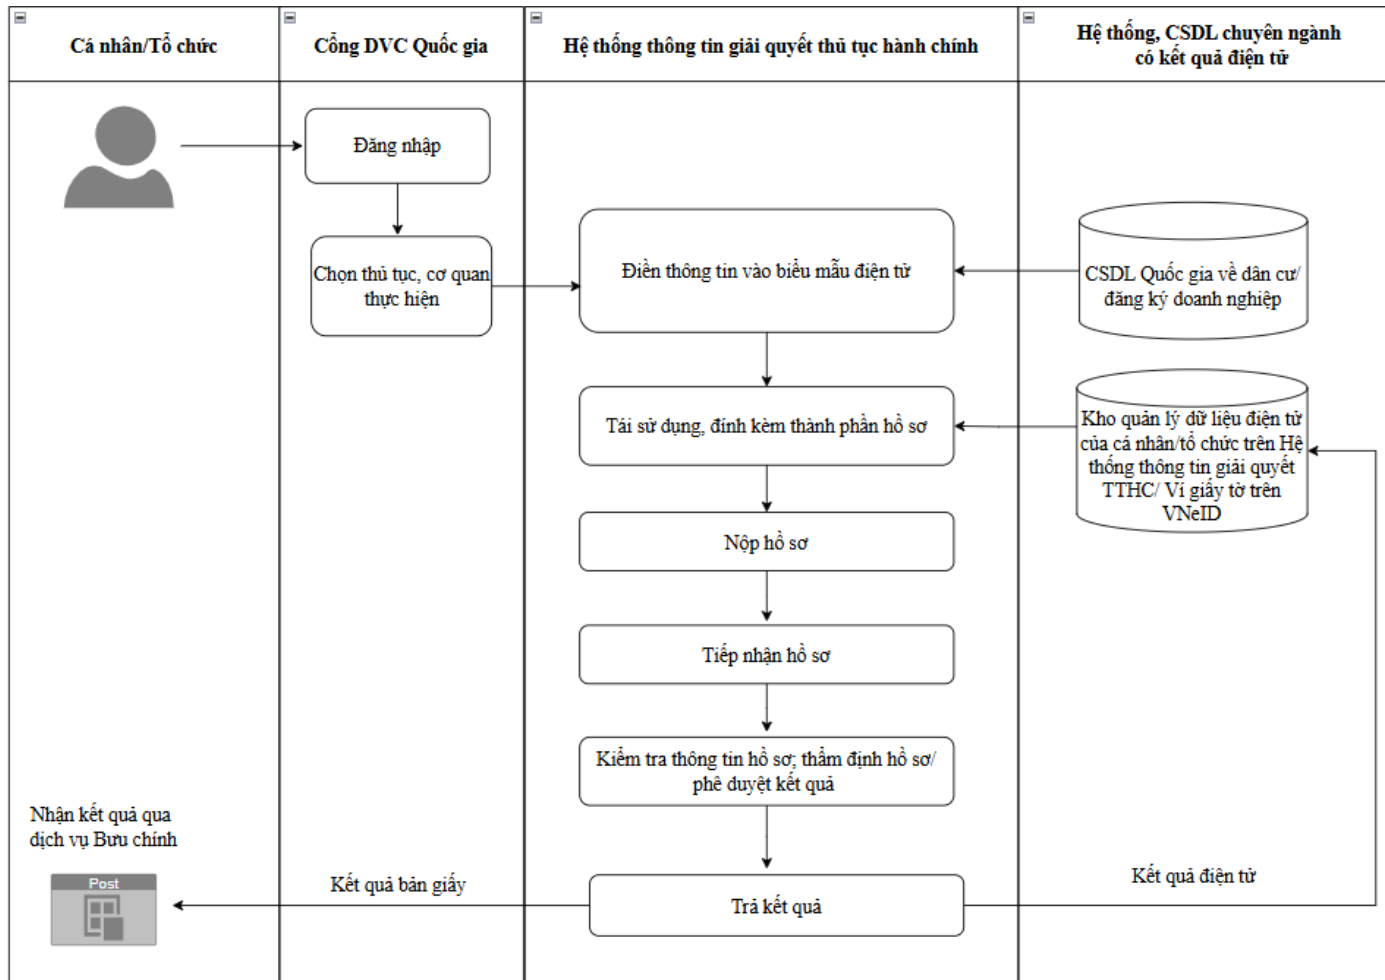 Cá nhân/Tổ chức
Cổng DVC Quốc gia
Hệ thống thông tin giải quyết thủ tục hành chính
Hệ thống, CSDL chuyên ngành
có kết quả điện tử
Đăng nhập
Chọn thủ tục, cơ quan
thực hiện
Điền thông tin vào biểu mẫu điện tử
CSDL Quốc gia về dân cư/
đăng ký doanh nghiệp
Tái sử dụng, đính kèm thành phần hồ sơ
Kho quản lý dữ liệu điện tử
của cá nhân/tổ chức trên Hệ
thống thông tin giải quyết
TTHC/ Ví giấy tờ trên
VNeID
Nộp hồ sơ
Tiếp nhận hồ sơ
Kiểm tra thông tin hồ sơ; thẩm định hồ sơ/
phê duyệt kết quả
Nhận kết quả qua
dịch vụ Bưu chính
Post
Kết quả bản giấy
Trả kết quả
Kết quả điện tử